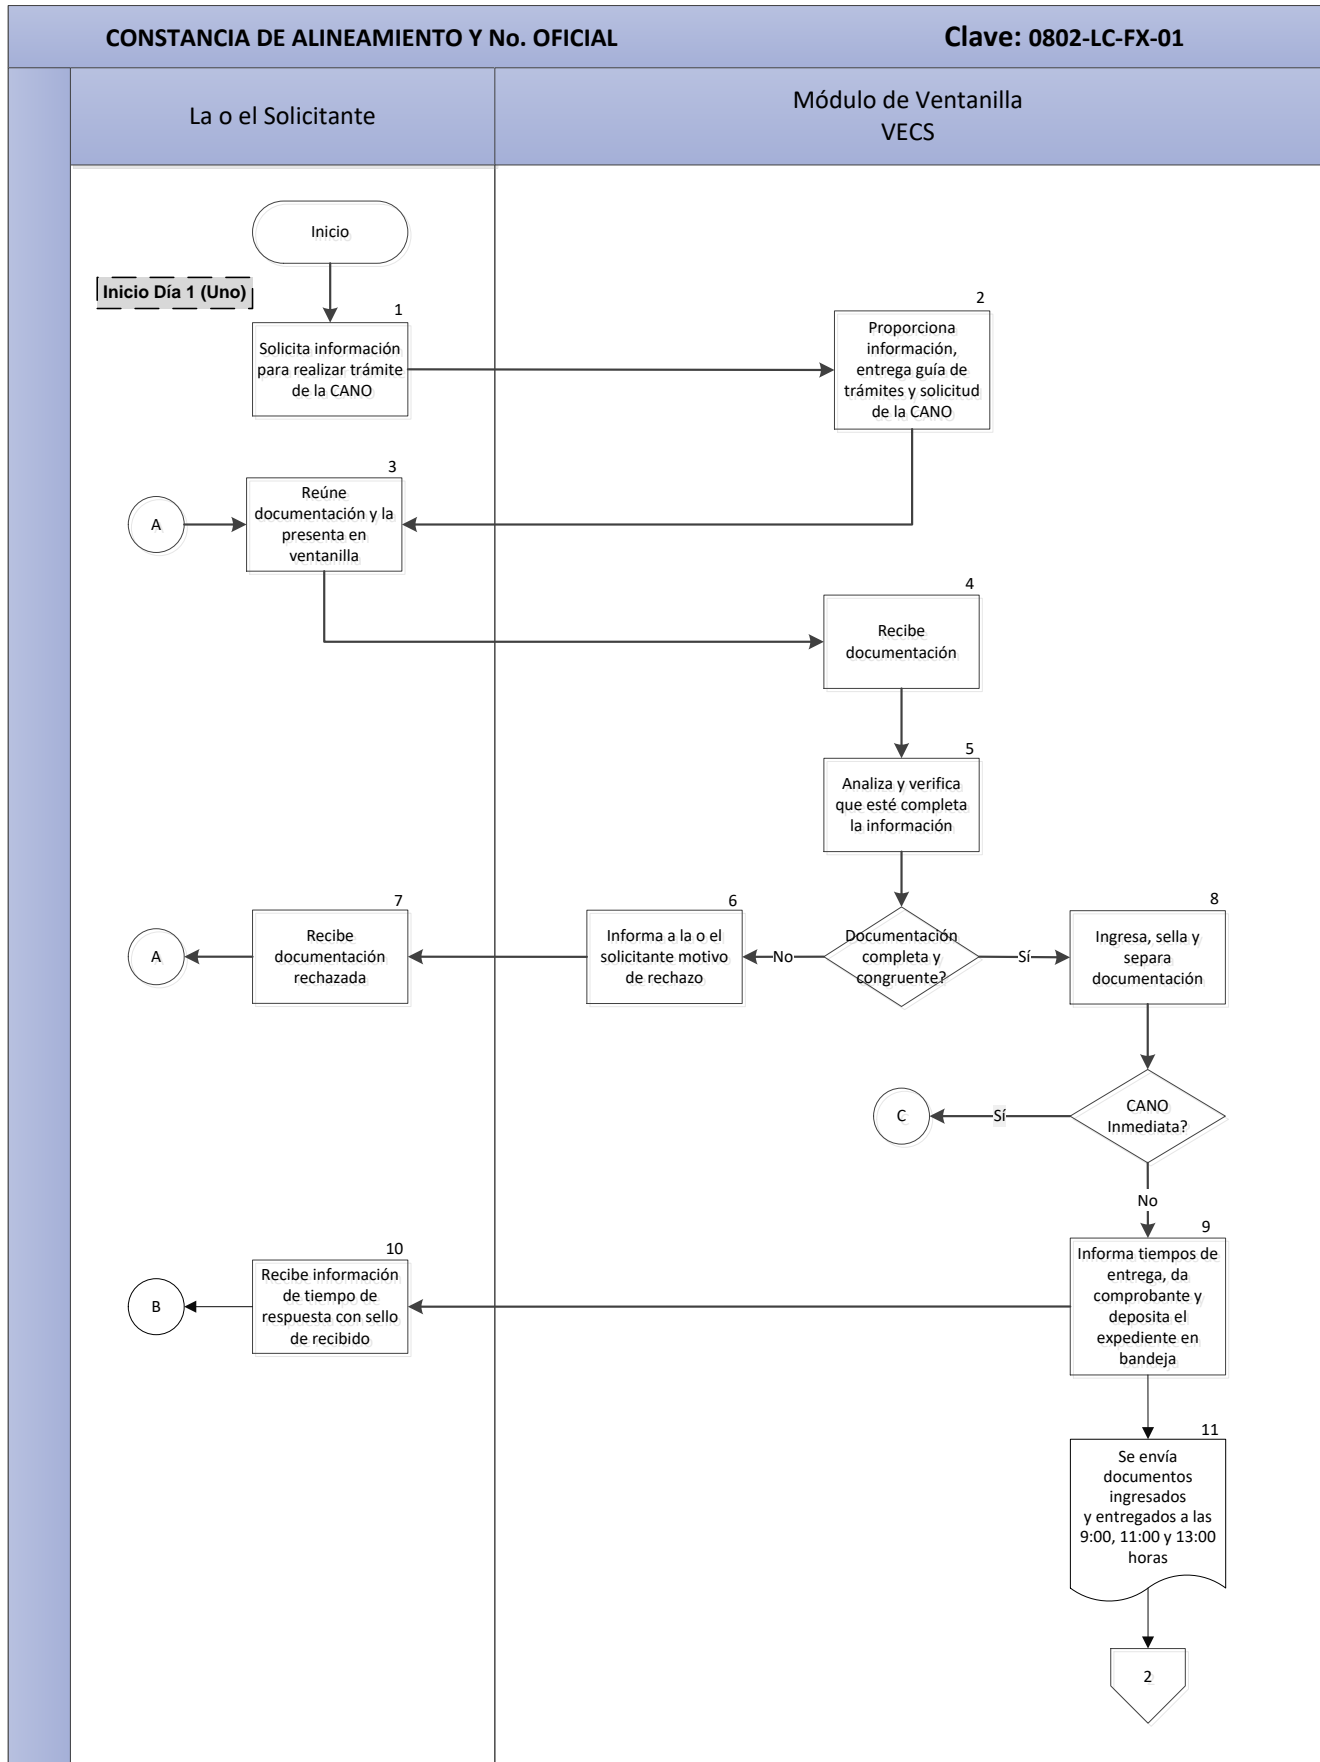 CONSTANCIA DE ALINEAMIENTO Y No. OFICIAL
Clave: 0802-LC-FX-01
La o el Solicitante
Módulo de Ventanilla
VECS
Inicio
Inicio Día 1 (Uno)
1
Solicita información
para realizar trámite
de la CANO
2
Proporciona
información,
entrega guía de
trámites y solicitud
de la CANO
3
A
Reúne
documentación y la
presenta en
ventanilla
4
Recibe
documentación
5
Analiza y verifica
que esté completa
la información
7
A
Recibe
documentación
rechazada
6
Informa a la o el
solicitante motivo
de rechazo
No
Documentación
completa y
congruente?
Sí
8
Ingresa, sella y
separa
documentación
C
Sí
CANO
Inmediata?
No
9
Informa tiempos de
entrega, da
comprobante y
deposita el
expediente en
bandeja
10
B
Recibe información
de tiempo de
respuesta con sello
de recibido
11
Se envía
documentos
ingresados
y entregados a las
9:00, 11:00 y 13:00
horas
2